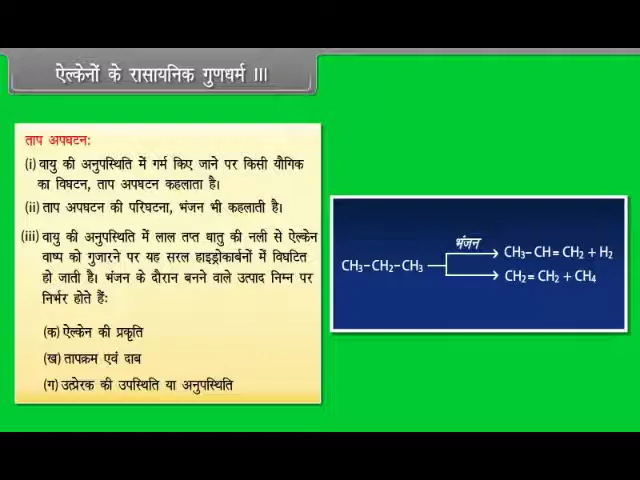 ऐल्केनों के रासायनिक गुणधर्म III
ताप अपघटन:
(i) वायु की अनुपस्थिति में गर्म किए जाने पर किसी यौगिक
का विघटन, ताप अपघटन कहलाता है।
(ii) ताप अपघटन की परिघटना, भंजन भी कहलाती है।
(iii) वायु की अनुपस्थिति में लाल तप्त धातु की नली से ऐल्केन
वाष्प को गुजारने पर यह सरल हाइड्रोकार्बनों में विघटित
हो जाती है। भंजन के दौरान बनने वाले उत्पाद निम्न पर
निर्भर होते हैं:
(क) ऐल्केन की प्रकृति
(ख) तापक्रम एवं दाब
(ग) उत्प्रेरक की उपस्थिति या अनुपस्थिति
भंजन
CH₃–CH=CH₂ + H₂
CH₃–CH₂–CH₃
CH₂=CH₂ + CH₄